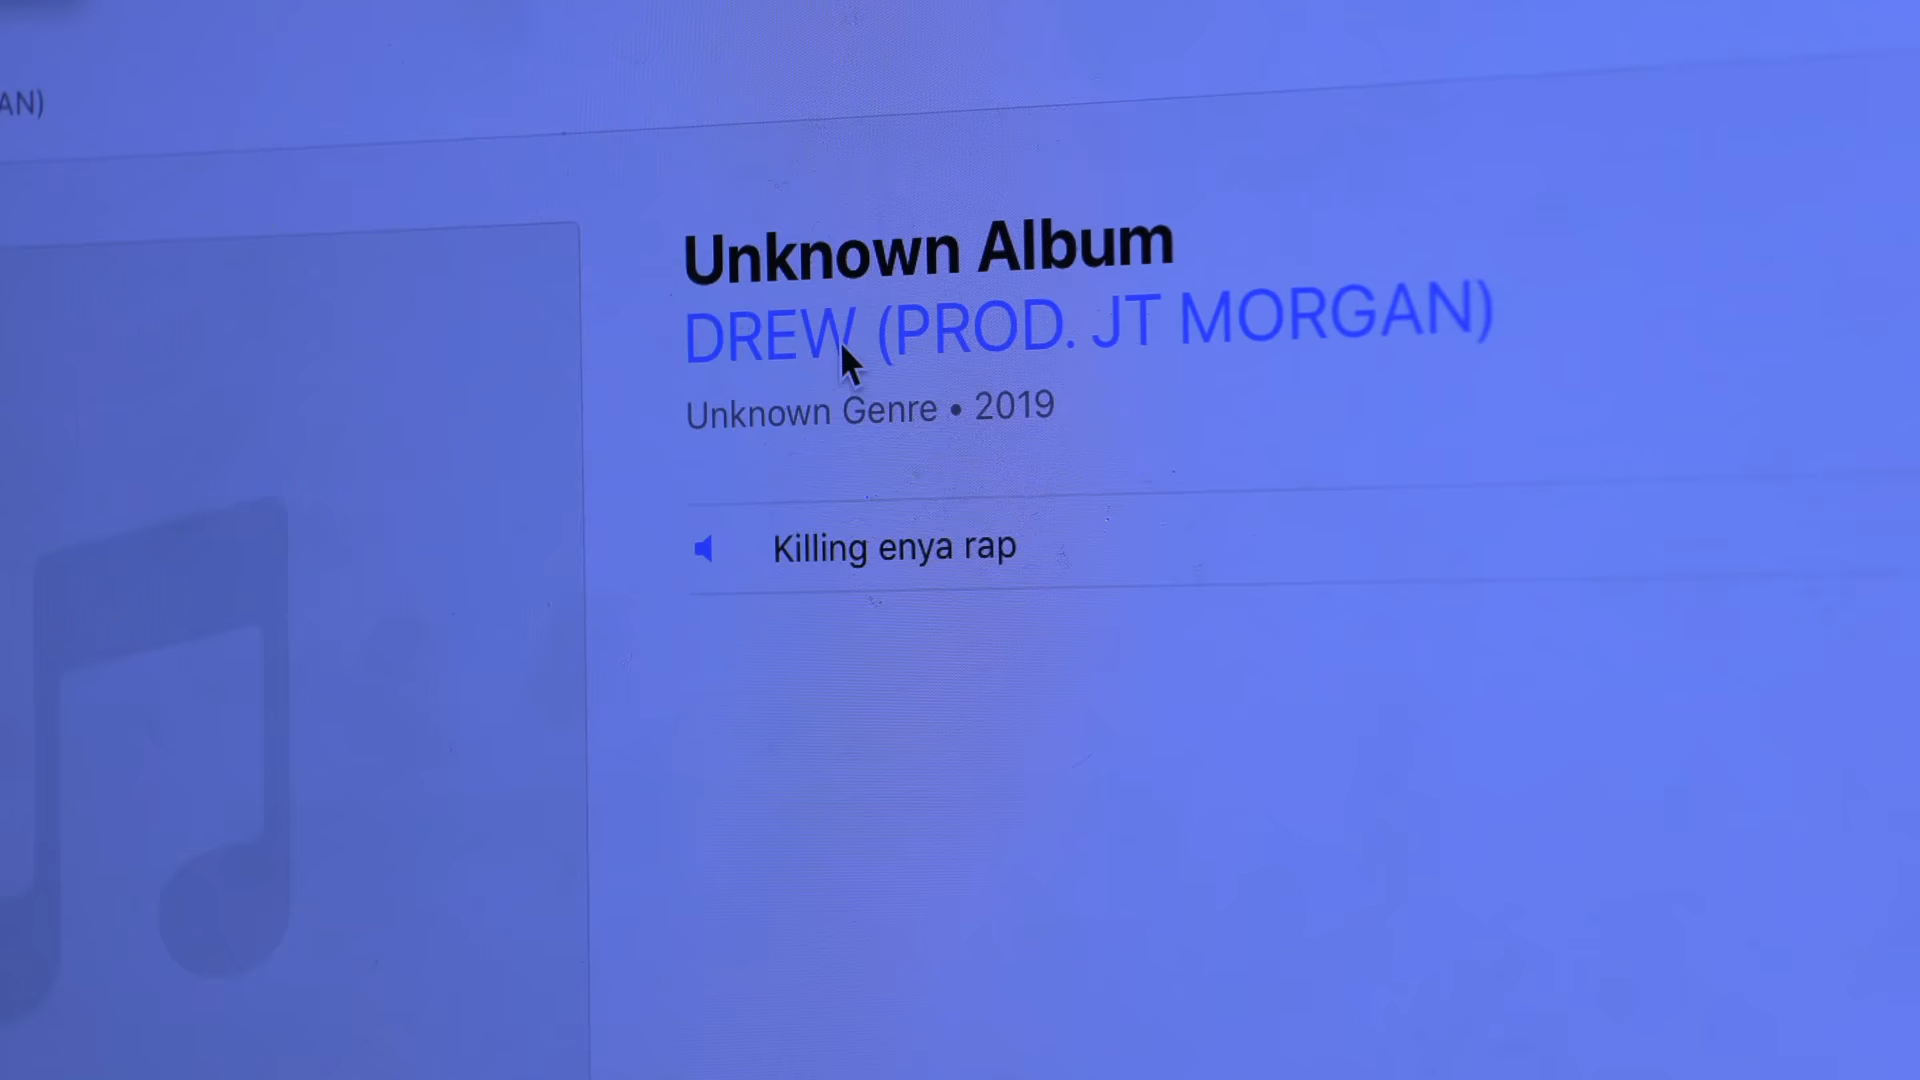 AN)
Unknown Album
DREW (PROD. JT MORGAN)
Unknown Genre • 2019
Killing enya rap